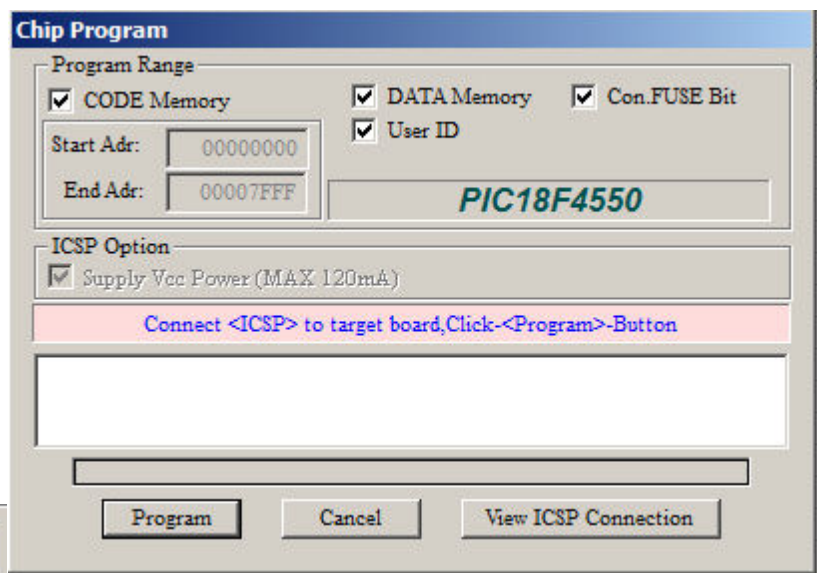 Chip Program
Program Range
CODE Memory
DATA Memory
Con.FUSE Bit
User ID
Start Adr: 00000000
End Adr: 00007FFF
PIC18F4550
ICSP Option
Supply Vcc Power (MAX 120mA)
Connect <ICSP> to target board,Click-<Program>-Button
Program
Cancel
View ICSP Connection